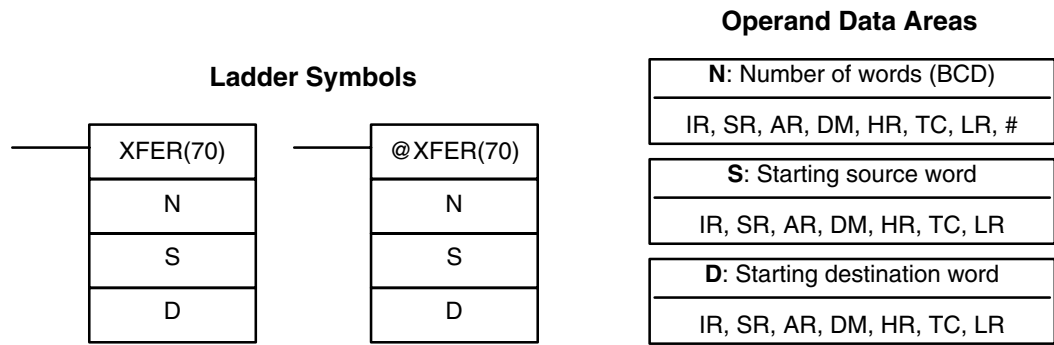 Ladder Symbols
XFER(70)
N
S
D
@XFER(70)
N
S
D
Operand Data Areas
N: Number of words (BCD)
IR, SR, AR, DM, HR, TC, LR, #
S: Starting source word
IR, SR, AR, DM, HR, TC, LR
D: Starting destination word
IR, SR, AR, DM, HR, TC, LR